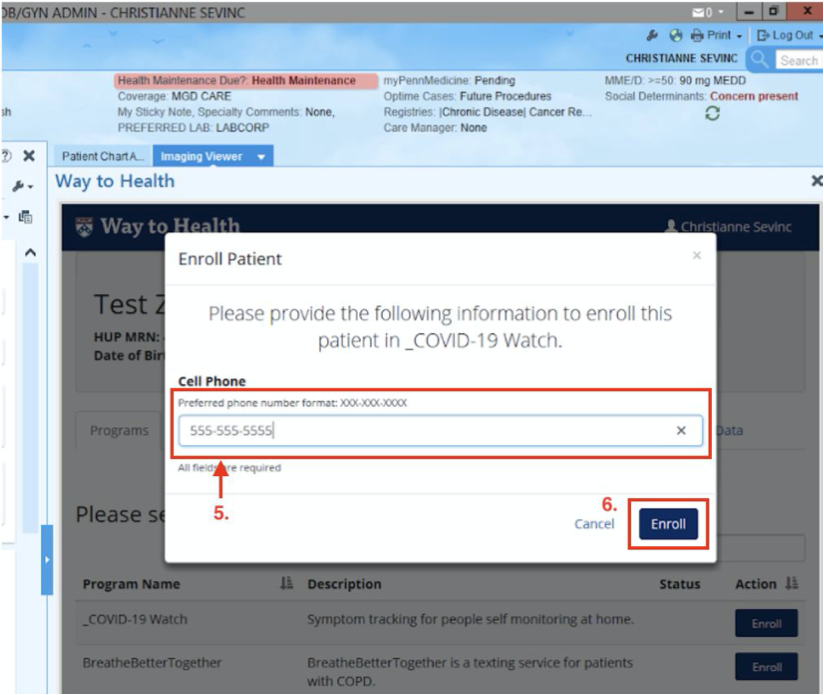 OB/GYN ADMIN - CHRISTIANNE SEVINC
0
Print
Log Out
CHRISTIANNE SEVINC
Search
Health Maintenance Due?: Health Maintenance
myPennMedicine: Pending
MME/D: >=50: 90 mg MEDD
Coverage: MGD CARE
Optime Cases: Future Procedures
Social Determinants: Concern present
My Sticky Note, Specialty Comments: None,
Registries: |Chronic Disease| Cancer Re...
PREFERRED LAB: LABCORP
Care Manager: None
Patient Chart A...
Imaging Viewer
Way to Health
Way to Health
Christianne Sevinc
Enroll Patient
Test Z
Please provide the following information to enroll this
patient in _COVID-19 Watch.
HUP MRN:
Date of Birt
Cell Phone
Preferred phone number format: XXX-XXX-XXXX
Programs
555-555-5555
Data
All fields are required
5.
6.
Please se
Cancel
Enroll
Program Name
Description
Status
Action
_COVID-19 Watch
Symptom tracking for people self monitoring at home.
Enroll
BreatheBetterTogether
BreatheBetterTogether is a texting service for patients
with COPD.
Enroll